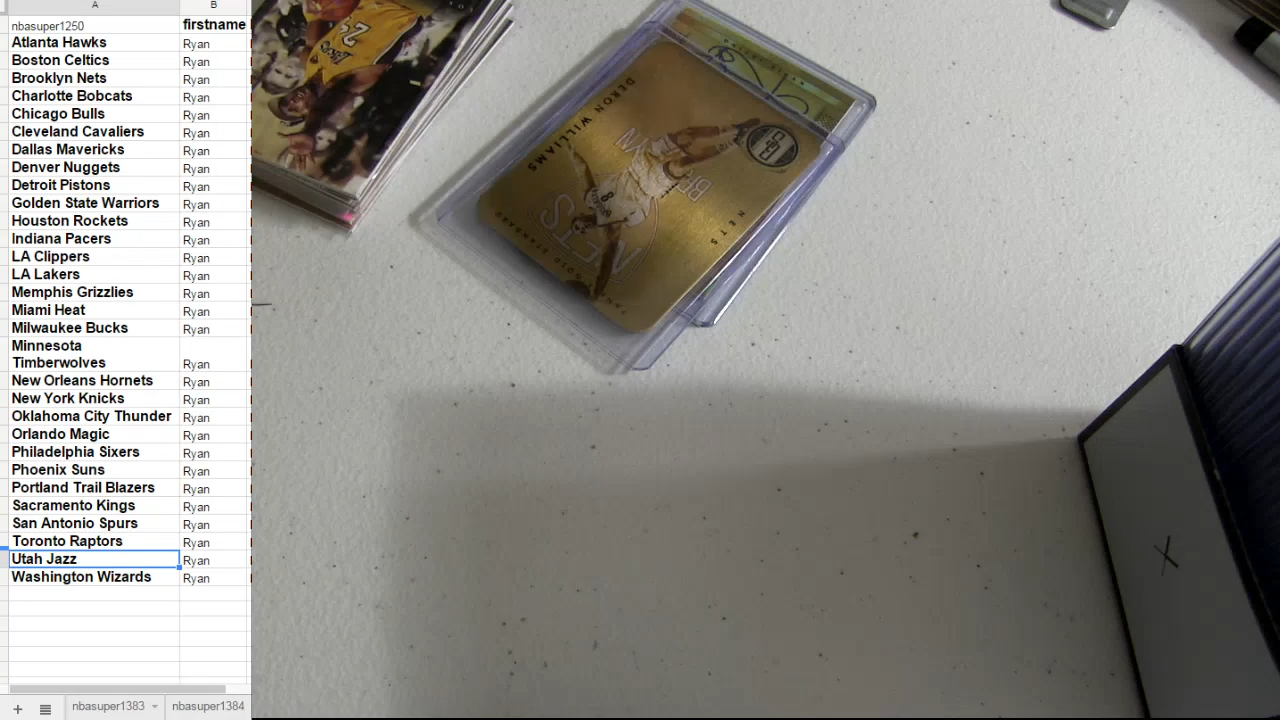 A B
nbasuper1250 firstname
Atlanta Hawks Ryan
Boston Celtics Ryan
Brooklyn Nets Ryan
Charlotte Bobcats Ryan
Chicago Bulls Ryan
Cleveland Cavaliers Ryan
Dallas Mavericks Ryan
Denver Nuggets Ryan
Detroit Pistons Ryan
Golden State Warriors Ryan
Houston Rockets Ryan
Indiana Pacers Ryan
LA Clippers Ryan
LA Lakers Ryan
Memphis Grizzlies Ryan
Miami Heat Ryan
Milwaukee Bucks Ryan
Minnesota
Timberwolves Ryan
New Orleans Hornets Ryan
New York Knicks Ryan
Oklahoma City Thunder Ryan
Orlando Magic Ryan
Philadelphia Sixers Ryan
Phoenix Suns Ryan
Portland Trail Blazers Ryan
Sacramento Kings Ryan
San Antonio Spurs Ryan
Toronto Raptors Ryan
Utah Jazz Ryan
Washington Wizards Ryan
nbasuper1383 nbasuper1384
DERON WILLIAMS
NETS
NETS
8
GOLD STANDARD
X